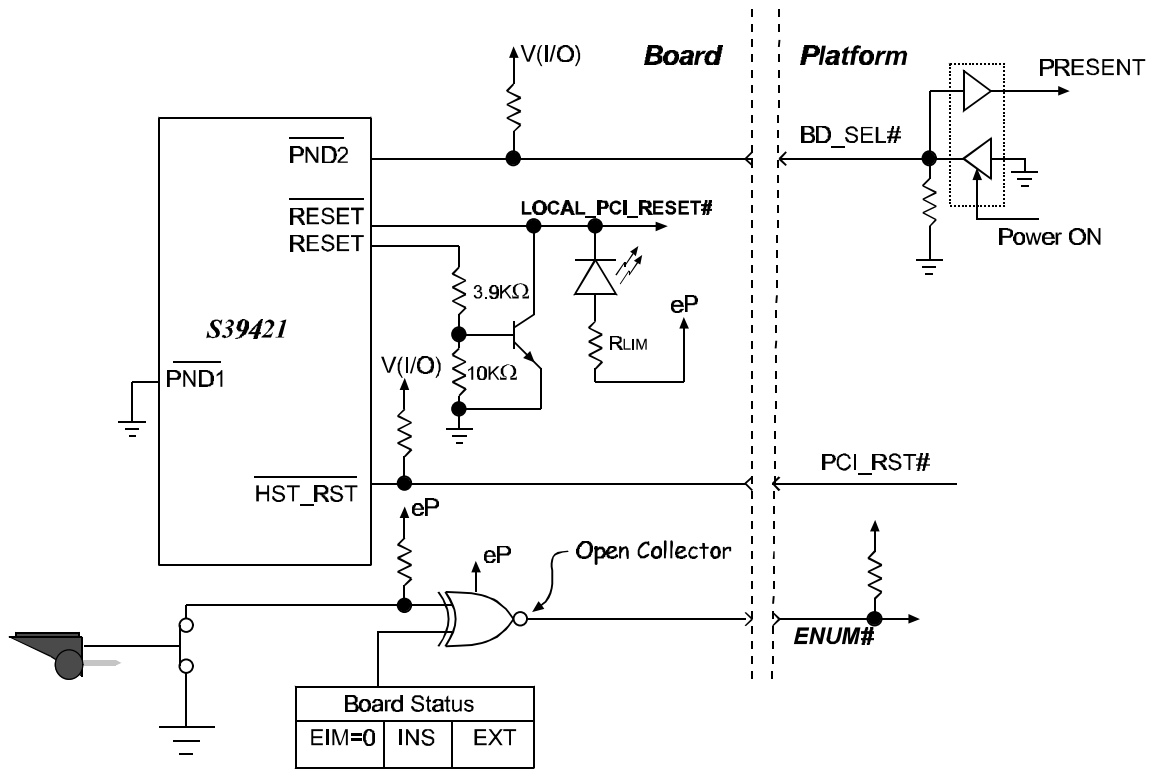 V(I/O)
Board
Platform
PRESENT
BD_SEL#
PND2
RESET
LOCAL_PCI_RESET#
RESET
Power ON
3.9KΩ
eP
S39421
RLIM
V(I/O)
PND1
10KΩ
PCI_RST#
HST_RST
eP
eP
Open Collector
ENUM#
Board Status
EIM=0 INS EXT